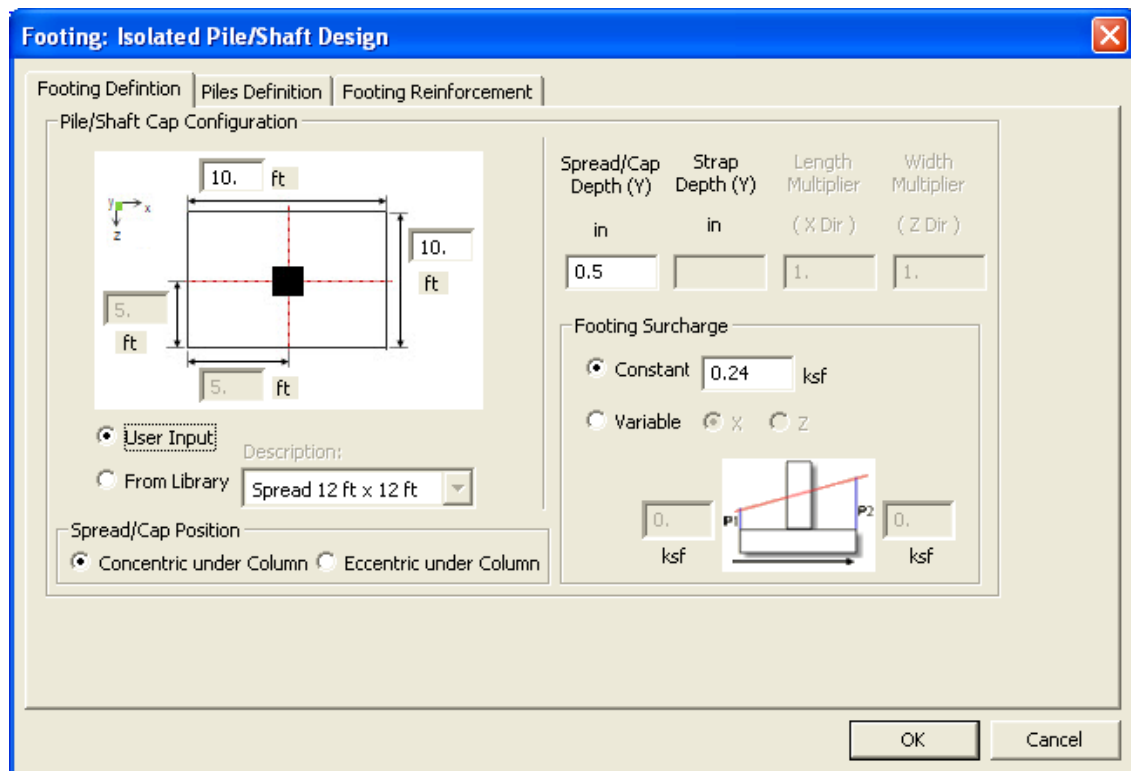 Footing: Isolated Pile/Shaft Design
Footing Defintion Piles Definition Footing Reinforcement
Pile/Shaft Cap Configuration
10. ft
y x
z
10.
ft
5.
ft
5. ft
User Input
Description:
From Library Spread 12 ft x 12 ft
Spread/Cap Position
Concentric under Column Eccentric under Column
Spread/Cap Strap Length Width
Depth (Y) Depth (Y) Multiplier Multiplier
in in ( X Dir ) ( Z Dir )
0.5 1. 1.
Footing Surcharge
Constant 0.24 ksf
Variable X Z
0. P1 P2 0.
ksf ksf
OK Cancel